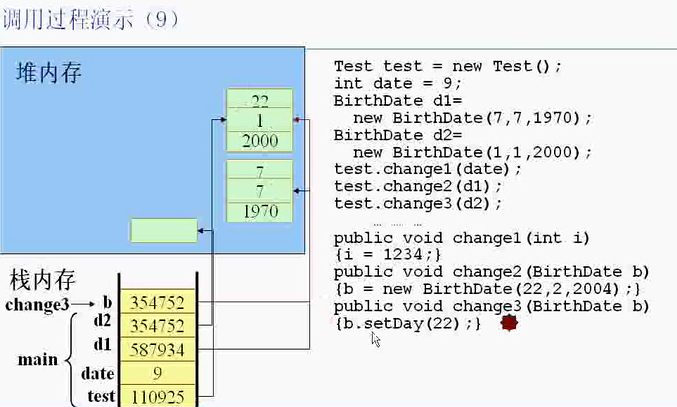 调用过程演示（9）
堆内存
22
1
2000
7
7
1970
栈内存
change3 b 354752
d2 354752
d1 587934
main
date 9
test 110925
Test test = new Test();
int date = 9;
BirthDate d1=
new BirthDate(7,7,1970);
BirthDate d2=
new BirthDate(1,1,2000);
test.change1(date);
test.change2(d1);
test.change3(d2);
… … …
public void change1(int i)
{i = 1234;}
public void change2(BirthDate b)
{b = new BirthDate(22,2,2004);}
public void change3(BirthDate b)
{b.setDay(22);}